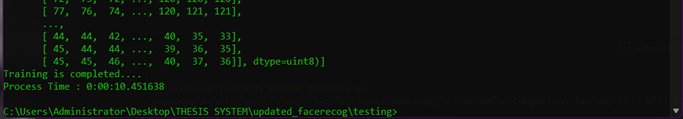 [ 77, 76, 74, ..., 120, 121, 121],
...,
[ 44, 44, 42, ..., 40, 35, 33],
[ 45, 44, 44, ..., 39, 36, 35],
[ 45, 45, 46, ..., 40, 37, 36]], dtype=uint8)]
Training is completed....
Process Time : 0:00:10.451638
C:\Users\Administrator\Desktop\THESIS SYSTEM\updated_facerecog\testing>